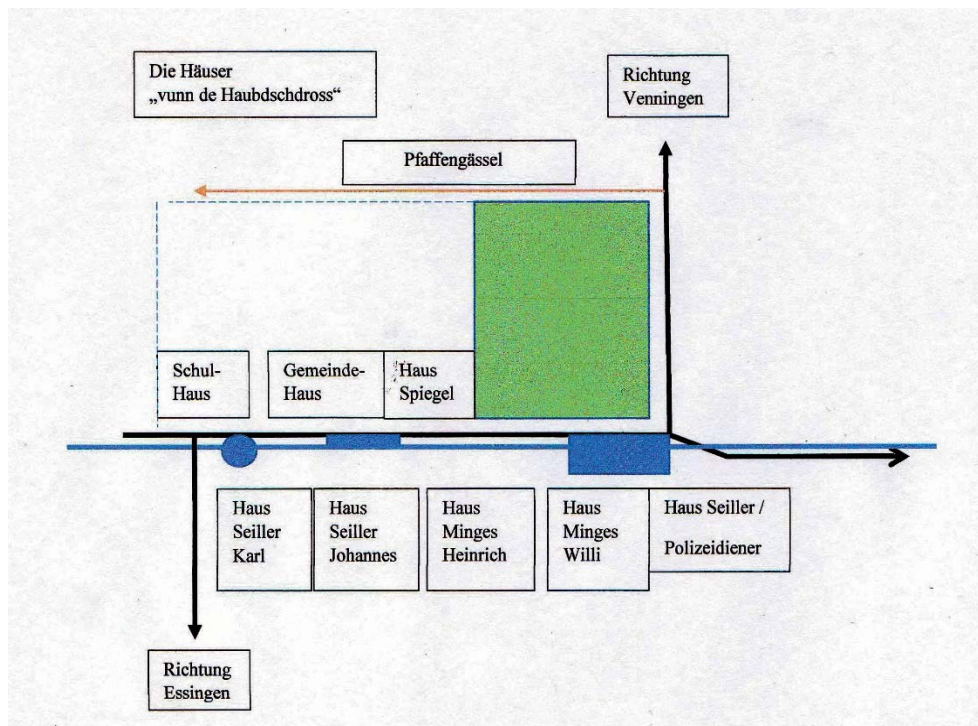 Die Häuser
„vunn de Haubdschdross“
Richtung
Venningen
Pfaffengässel
Schul-
Haus
Gemeinde-
Haus
Haus
Spiegel
Haus
Seiller
Karl
Haus
Seiller
Johannes
Haus
Minges
Heinrich
Haus
Minges
Willi
Haus Seiller /
Polizeidiener
Richtung
Essingen